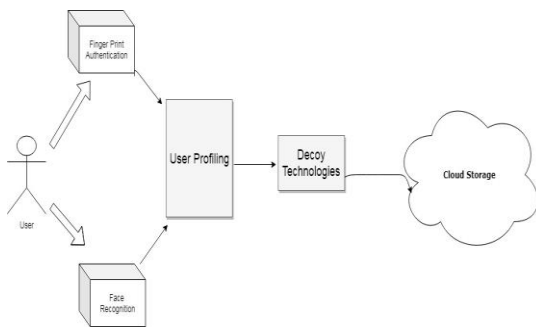 Finger Print
Authentication
User Profiling
Decoy
Technologies
Cloud Storage
User
Face
Recognition